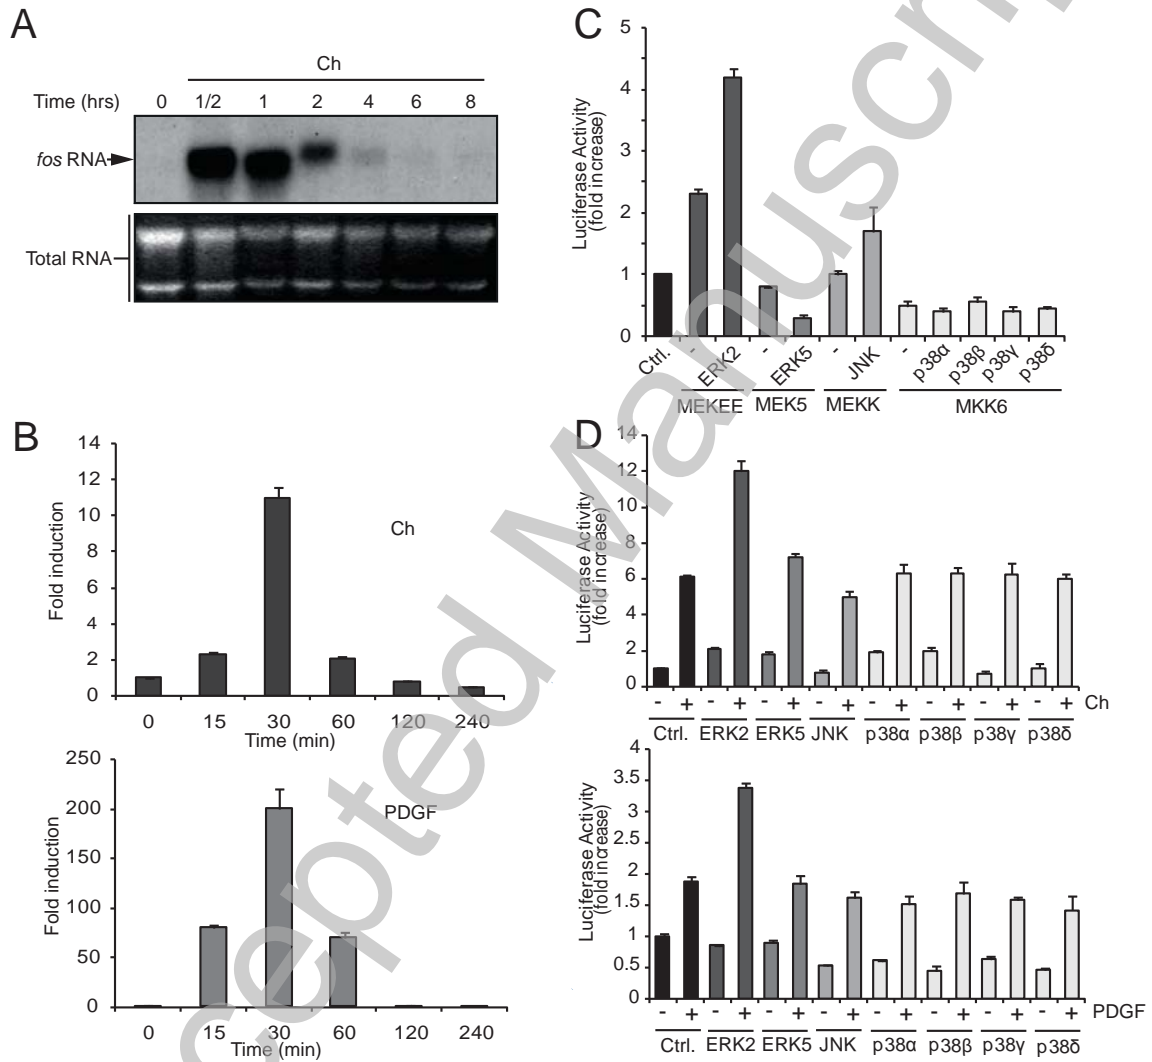 A
Ch
Time (hrs) 0 1/2 1 2 4 6 8
fos RNA
Total RNA
B
14
12
10
8
6
4
2
0
Fold induction
Ch
0 15 30 60 120 240
Time (min)
250
200
150
100
50
0
Fold induction
PDGF
0 15 30 60 120 240
Time (min)
C
5
4
3
2
1
0
Luciferase Activity
(fold increase)
Ctrl. - ERK2 - ERK5 - JNK - p38α p38β p38γ p38δ
MEKEE MEK5 MEKK MKK6
D
14
12
10
8
6
4
2
0
Luciferase Activity
(fold increase)
- + - + - + - + - + - + - + - + Ch
Ctrl. ERK2 ERK5 JNK p38α p38β p38γ p38δ
4
3.5
3
2.5
2
1.5
1
0.5
0
Luciferase Activity
(fold increase)
- + - + - + - + - + - + - + - + PDGF
Ctrl. ERK2 ERK5 JNK p38α p38β p38γ p38δ
cepted Manuscrip